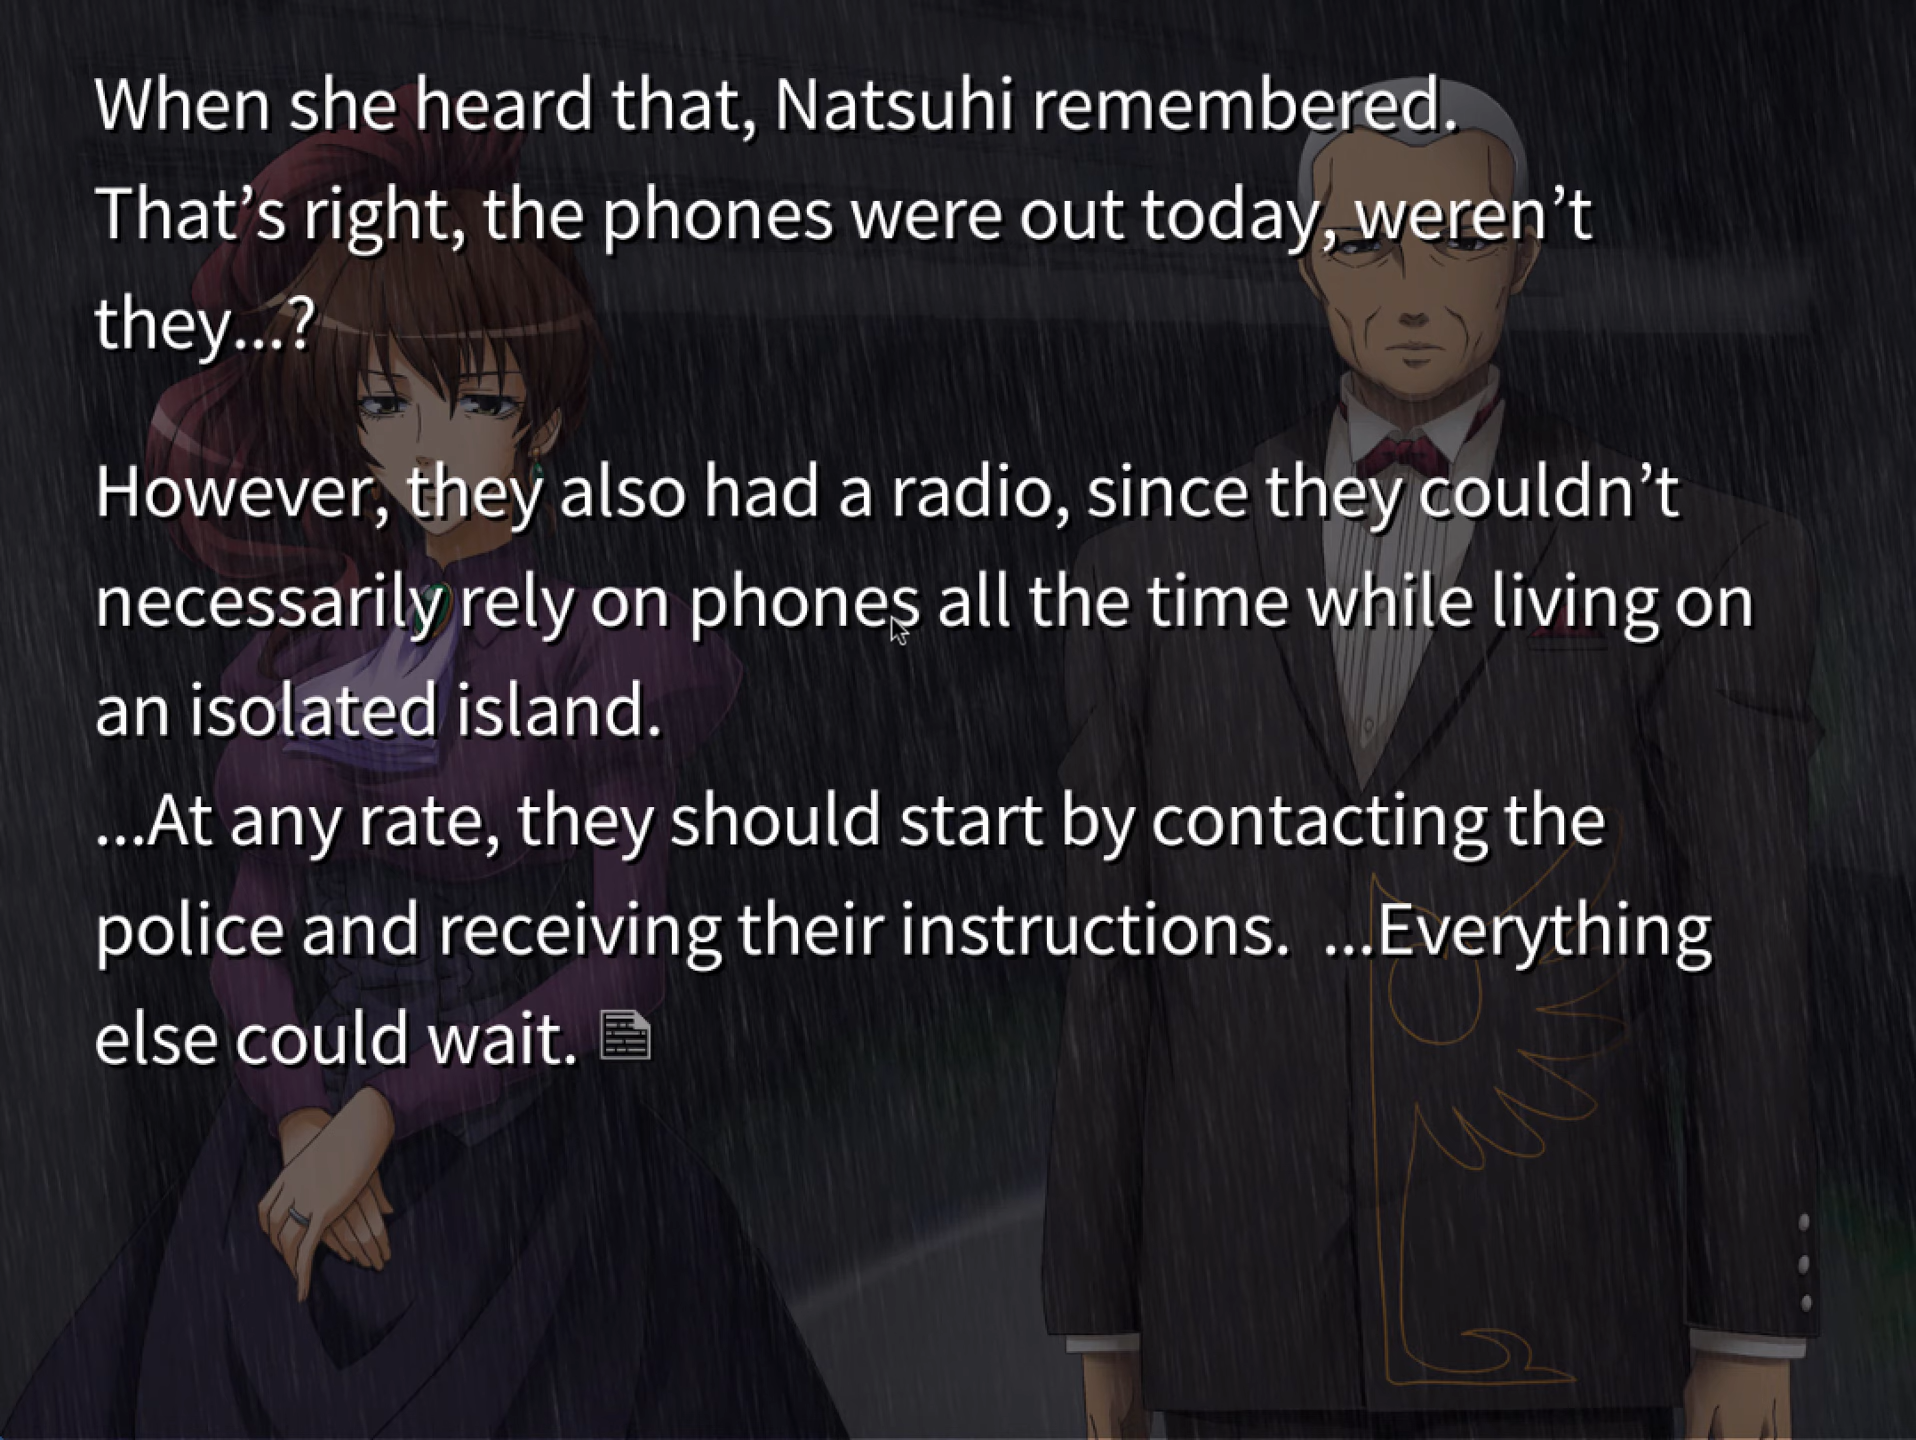 When she heard that, Natsuhi remembered.
That’s right, the phones were out today, weren’t
they...?
However, they also had a radio, since they couldn’t
necessarily rely on phones all the time while living on
an isolated island.
...At any rate, they should start by contacting the
police and receiving their instructions.  ...Everything
else could wait.